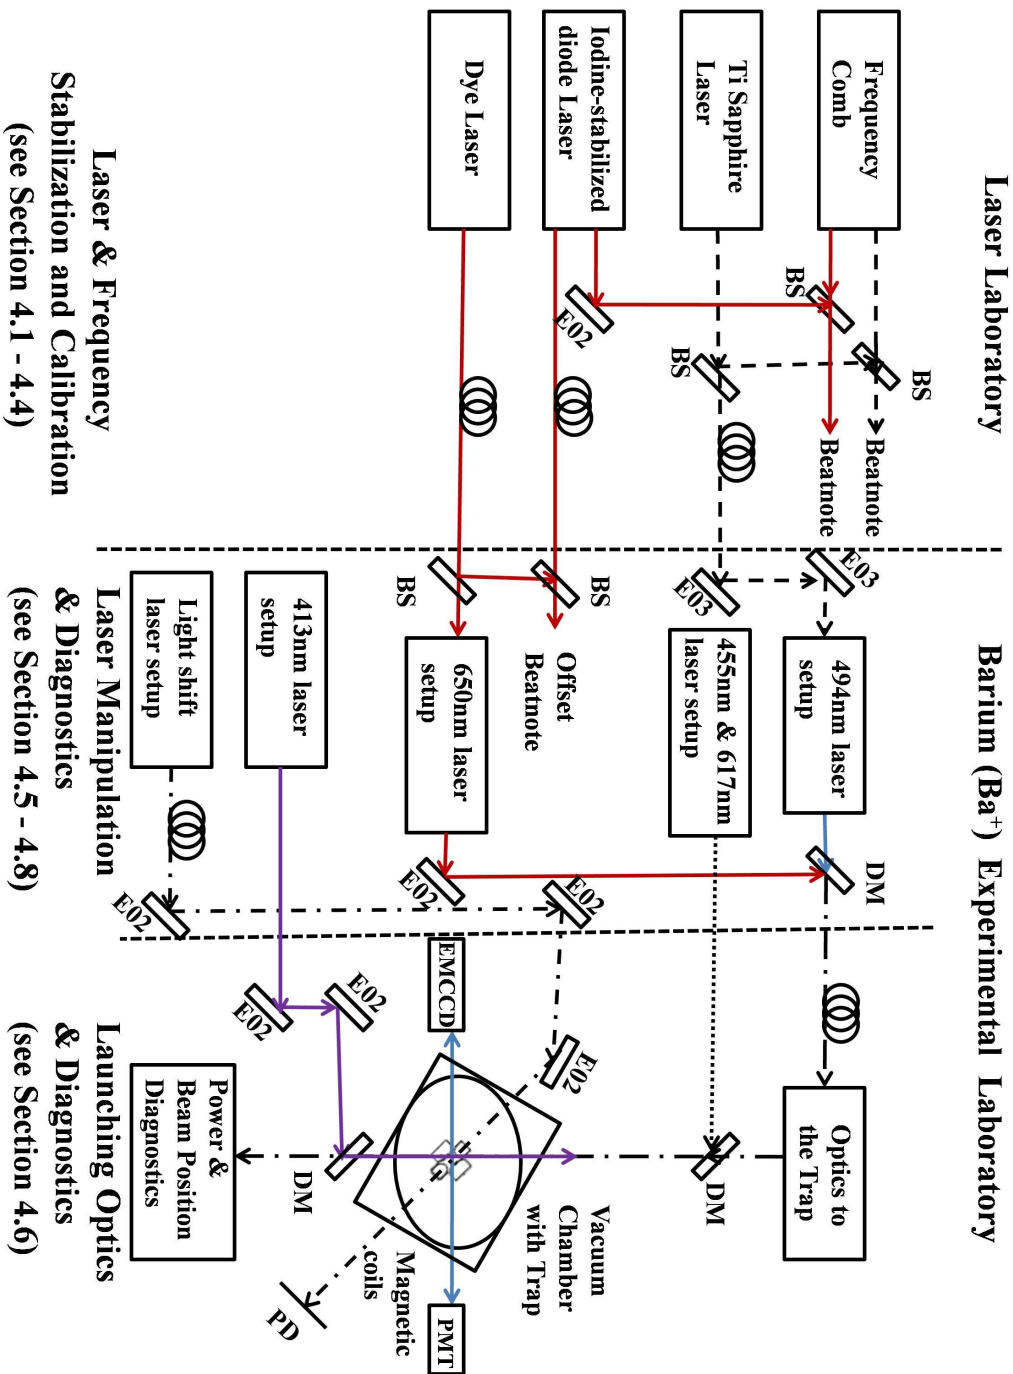 Laser Laboratory
Barium (Ba⁺) Experimental Laboratory
Frequency
Comb
Ti Sapphire
Laser
Iodine-stabilized
diode Laser
Dye Laser
BS
BS
Beatnote
Beatnote
E02
BS
E03
E03
494nm laser
setup
DM
455nm & 617nm
laser setup
BS
BS
Offset
Beatnote
650nm laser
setup
E02
E02
413nm laser
setup
Light shift
laser setup
E02
Optics to
the Trap
DM
E02
Vacuum
Chamber
with Trap
EMCCD
PMT
Magnetic
coils
E02
E02
DM
PD
Power &
Beam Position
Diagnostics
Laser & Frequency
Stabilization and Calibration
(see Section 4.1 - 4.4)
Laser Manipulation
& Diagnostics
(see Section 4.5 - 4.8)
Launching Optics
& Diagnostics
(see Section 4.6)